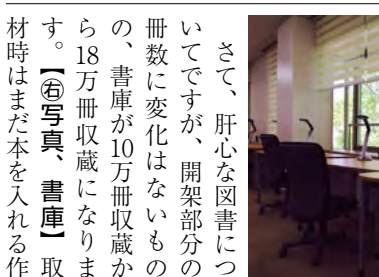 さて、肝心な図書につ
いてですが、開架部分の
冊数に変化はないもの
の、書庫が10万冊収蔵か
ら18万冊収蔵になりま
す。【㊨写真、書庫】取
材時はまだ本を入れる作